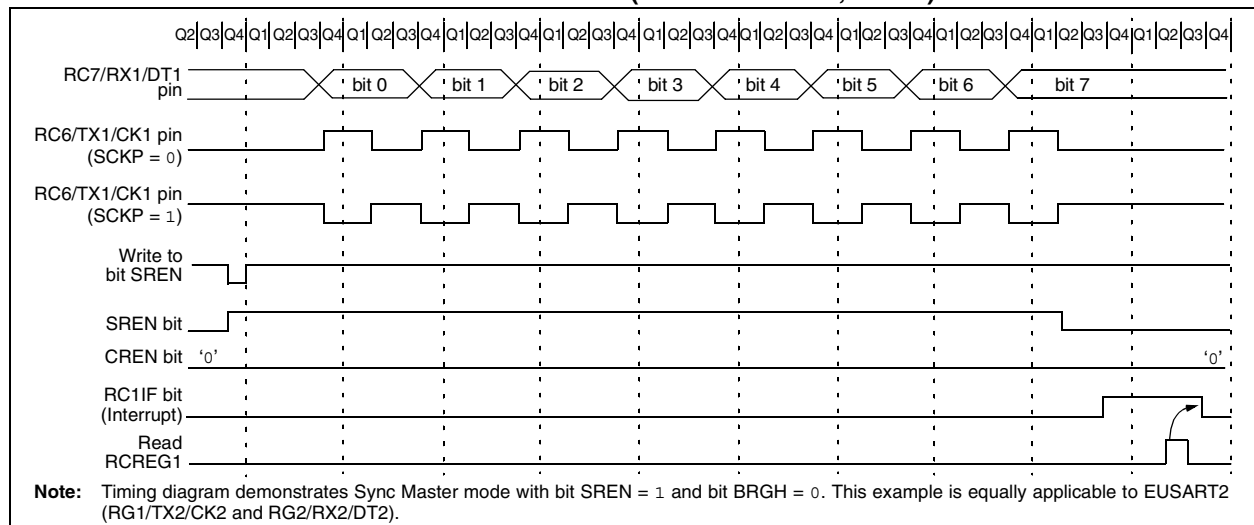 Q2 Q3 Q4 Q1 Q2 Q3 Q4 Q1 Q2 Q3 Q4 Q1 Q2 Q3 Q4 Q1 Q2 Q3 Q4 Q1 Q2 Q3 Q4 Q1 Q2 Q3 Q4 Q1 Q2 Q3 Q4 Q1 Q2 Q3 Q4 Q1 Q2 Q3 Q4 Q1 Q2 Q3 Q4
RC7/RX1/DT1
pin
bit 0 bit 1 bit 2 bit 3 bit 4 bit 5 bit 6 bit 7
RC6/TX1/CK1 pin
(SCKP = 0)
RC6/TX1/CK1 pin
(SCKP = 1)
Write to
bit SREN
SREN bit
CREN bit ‘0’ ‘0’
RC1IF bit
(Interrupt)
Read
RCREG1
Note: Timing diagram demonstrates Sync Master mode with bit SREN = 1 and bit BRGH = 0. This example is equally applicable to EUSART2
(RG1/TX2/CK2 and RG2/RX2/DT2).